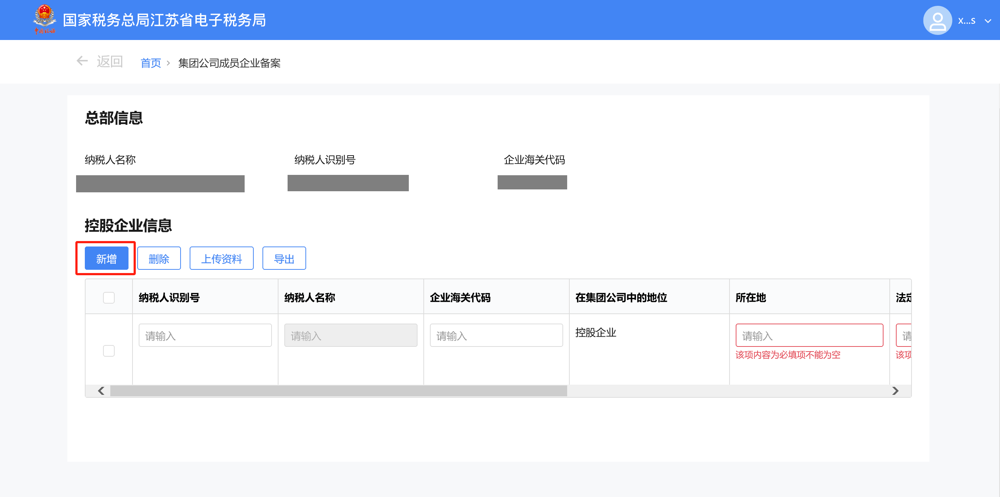 中国税务
国家税务总局江苏省电子税务局
X...S
返回
首页 > 集团公司成员企业备案
总部信息
纳税人名称 纳税人识别号 企业海关代码
控股企业信息
新增 删除 上传资料 导出
纳税人识别号 纳税人名称 企业海关代码 在集团公司中的地位 所在地 法定
请输入 请输入 请输入 控股企业 请输入 请
该项内容为必填项不能为空 该项